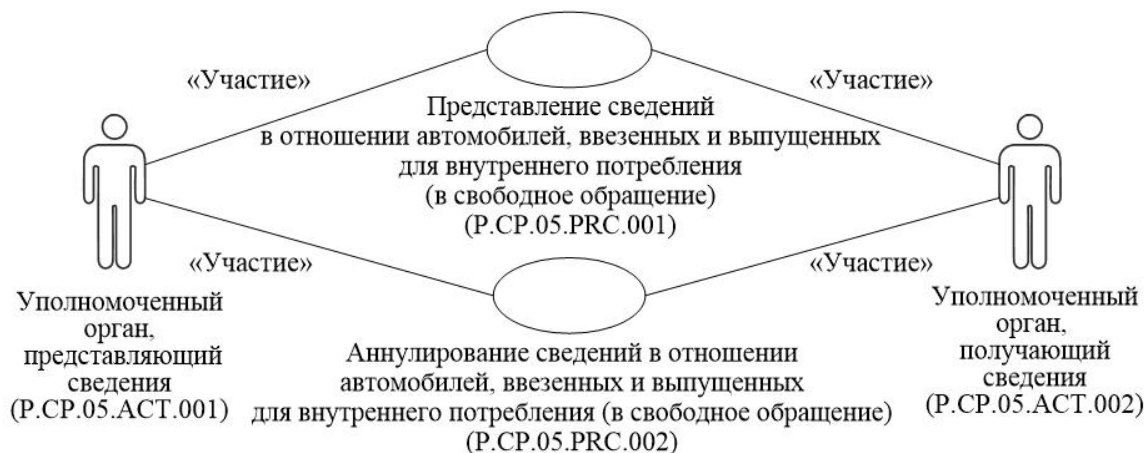 «Участие»
«Участие»
Представление сведений
в отношении автомобилей, ввезенных и выпущенных
для внутреннего потребления
(в свободное обращение)
(P.CP.05.PRC.001)
«Участие»
«Участие»
Уполномоченный
орган,
представляющий
сведения
(P.CP.05.ACT.001)
Уполномоченный
орган,
получающий
сведения
(P.CP.05.ACT.002)
Аннулирование сведений в отношении
автомобилей, ввезенных и выпущенных
для внутреннего потребления (в свободное обращение)
(P.CP.05.PRC.002)